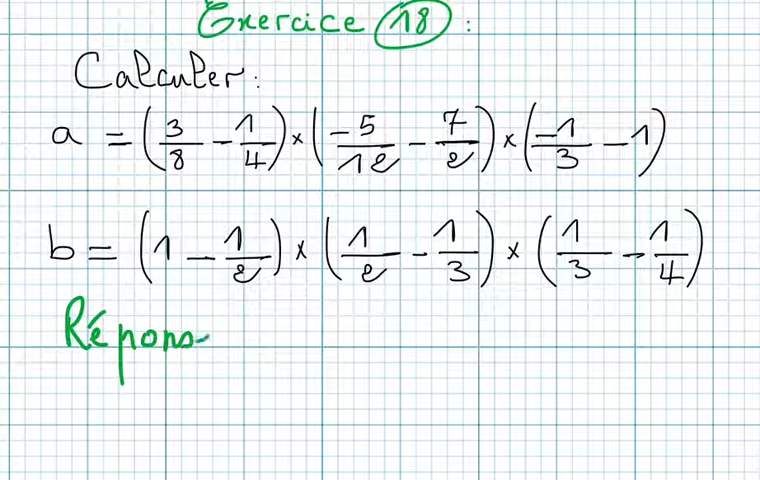 Exercice 18 :
Calculer:
a = (3/8 - 1/4) × (-5/12 - 7/2) × (-1/3 - 1)
b = (1 - 1/2) × (1/2 - 1/3) × (1/3 - 1/4)
Répons